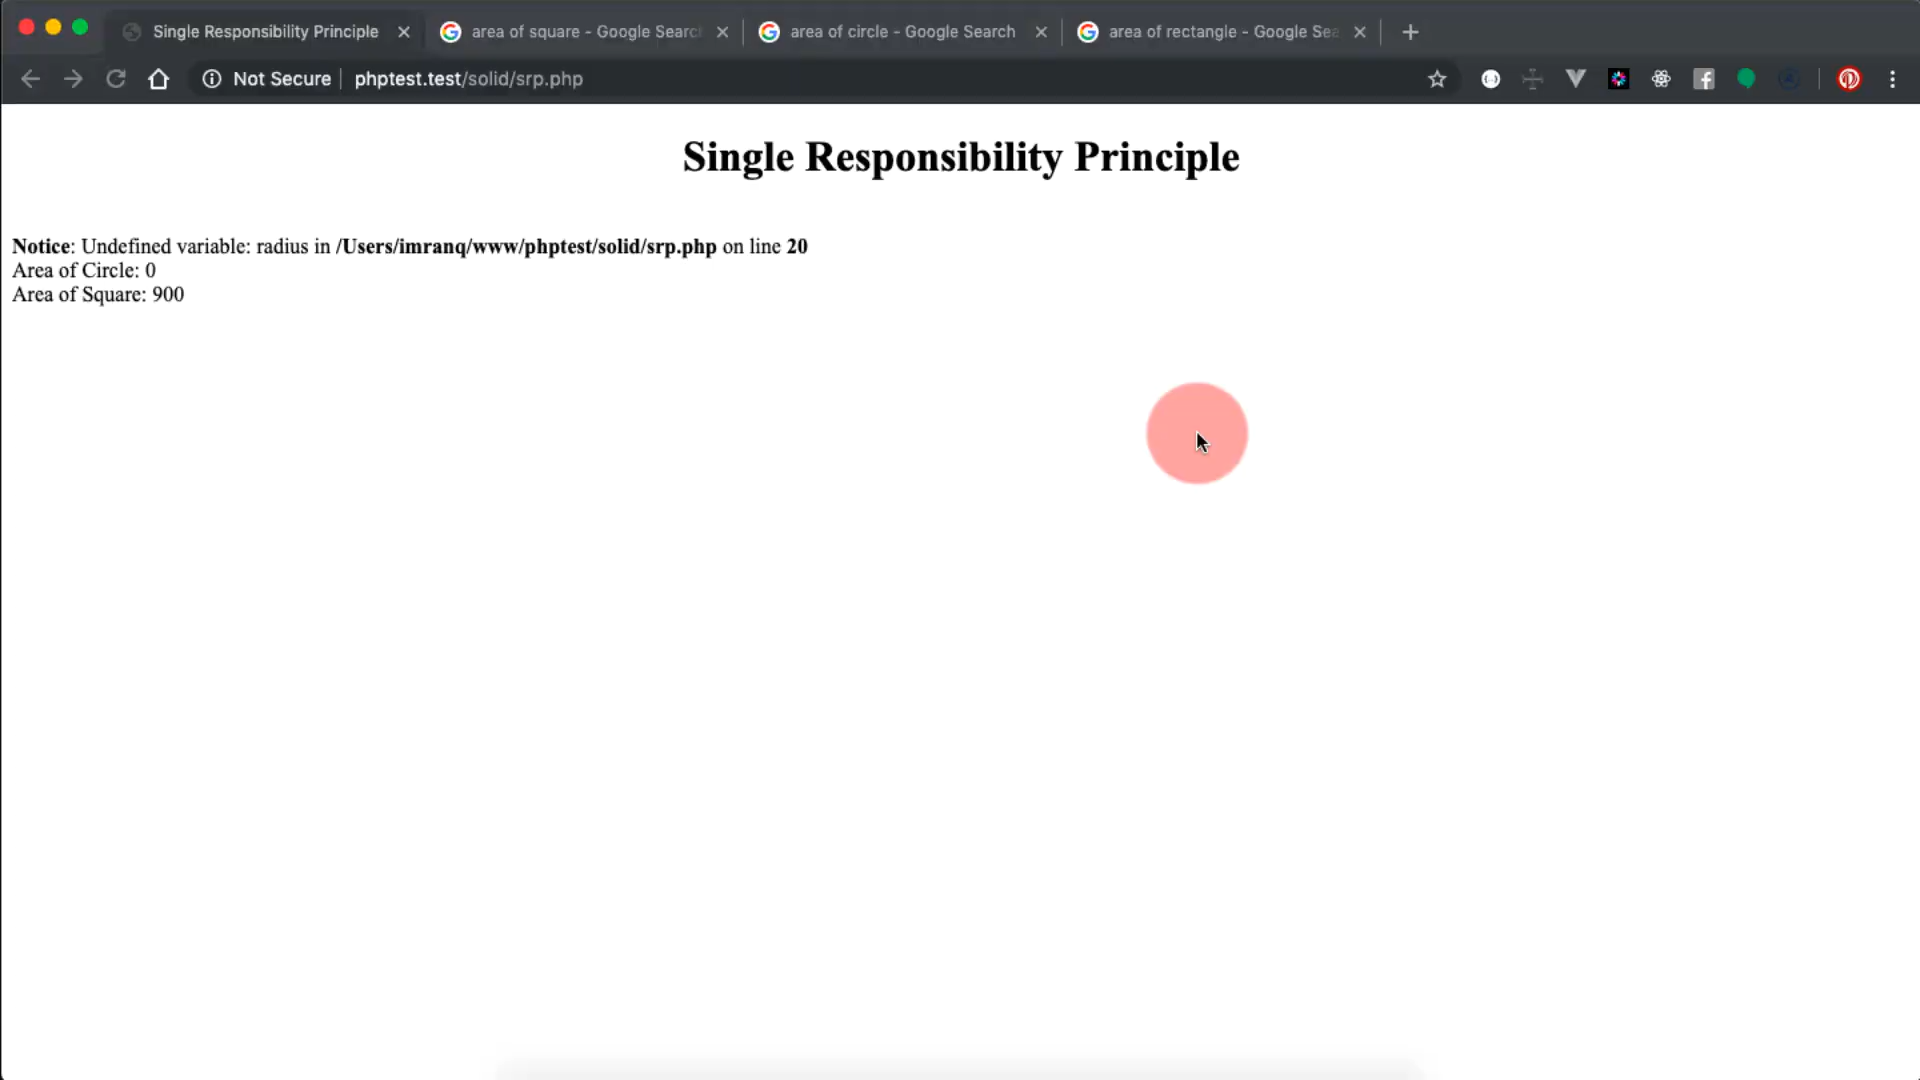 Single Responsibility Principle
area of square - Google Search
area of circle - Google Search
area of rectangle - Google Sea
Not Secure
phptest.test/solid/srp.php
Single Responsibility Principle
Notice: Undefined variable: radius in /Users/imranq/www/phptest/solid/srp.php on line 20
Area of Circle: 0
Area of Square: 900